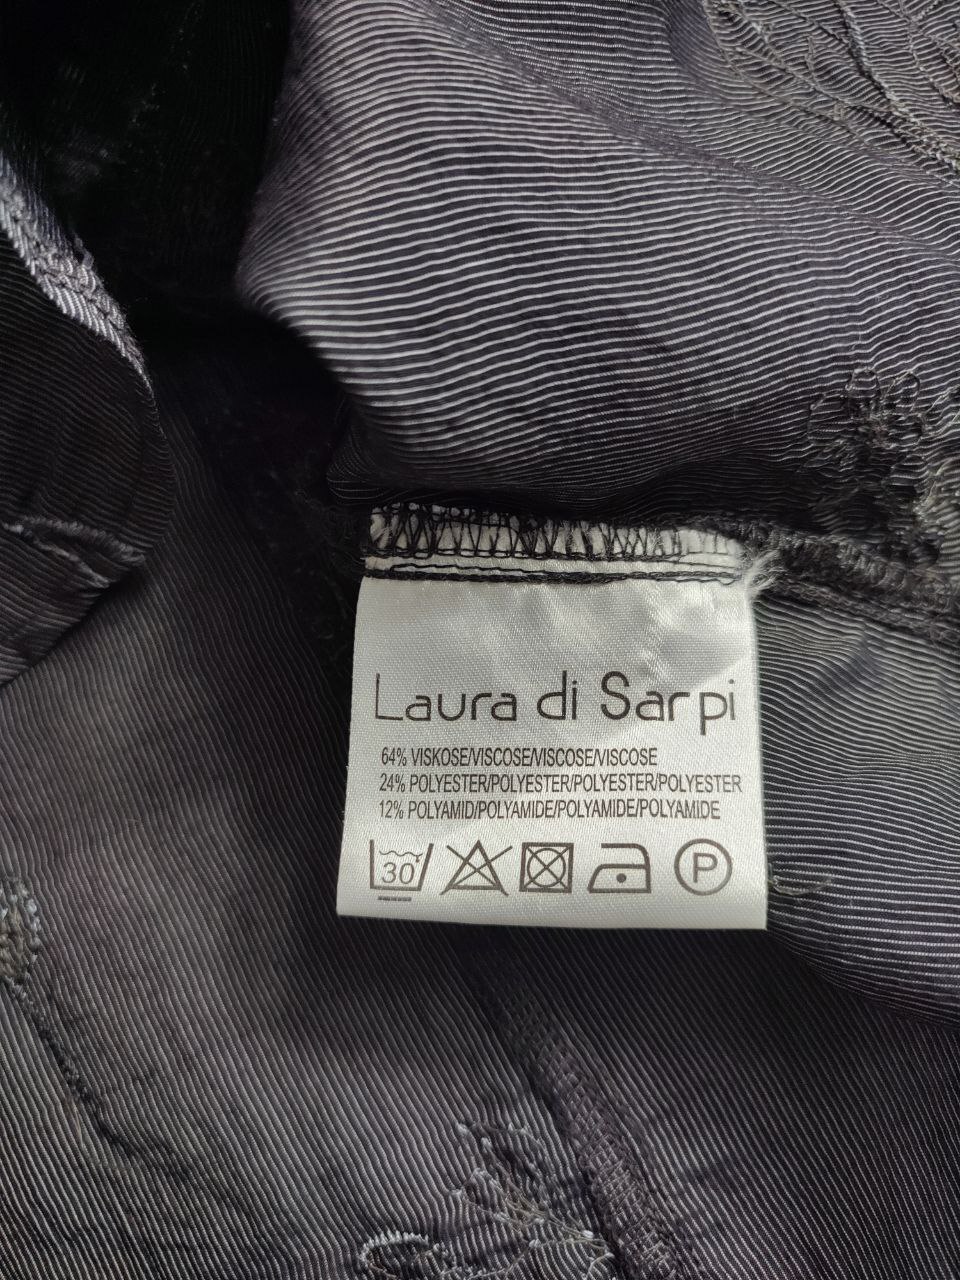 Laura di Sarpi
64% VISKOSE/VISCOSE/VISCOSE/VISCOSE
24% POLYESTER/POLYESTER/POLYESTER/POLYESTER
12% POLYAMID/POLYAMIDE/POLYAMIDE/POLYAMIDE
30 P